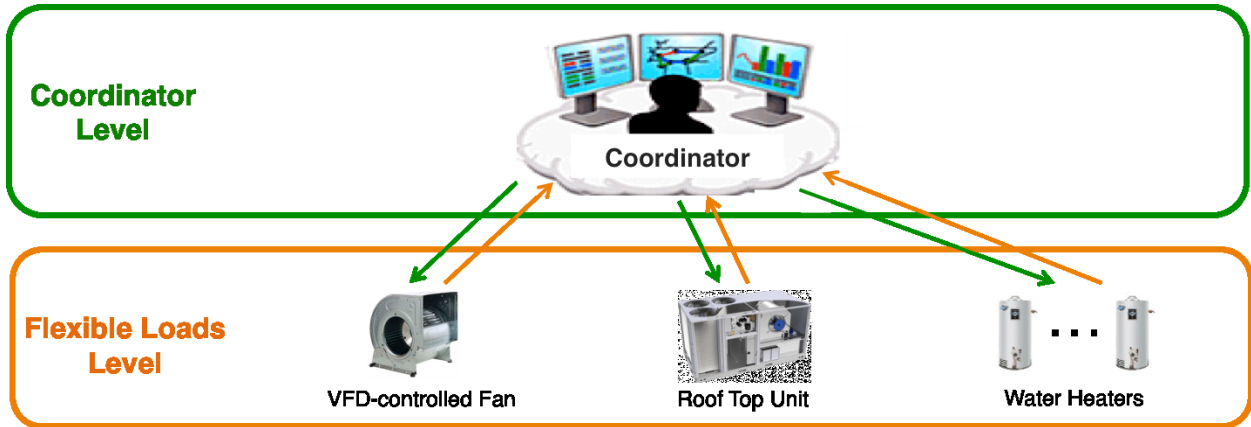 Coordinator
Level
Coordinator
Flexible Loads
Level
VFD-controlled Fan
Roof Top Unit
Water Heaters